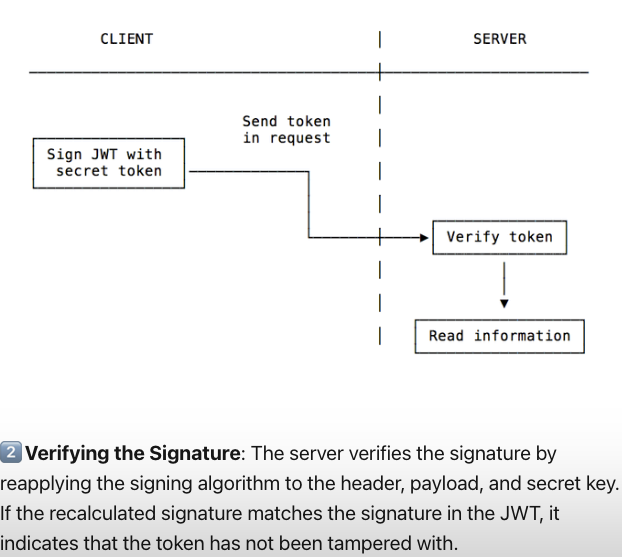 CLIENT
SERVER
Send token
in request
Sign JWT with
secret token
Verify token
Read information
2 Verifying the Signature: The server verifies the signature by
reapplying the signing algorithm to the header, payload, and secret key.
If the recalculated signature matches the signature in the JWT, it
indicates that the token has not been tampered with.